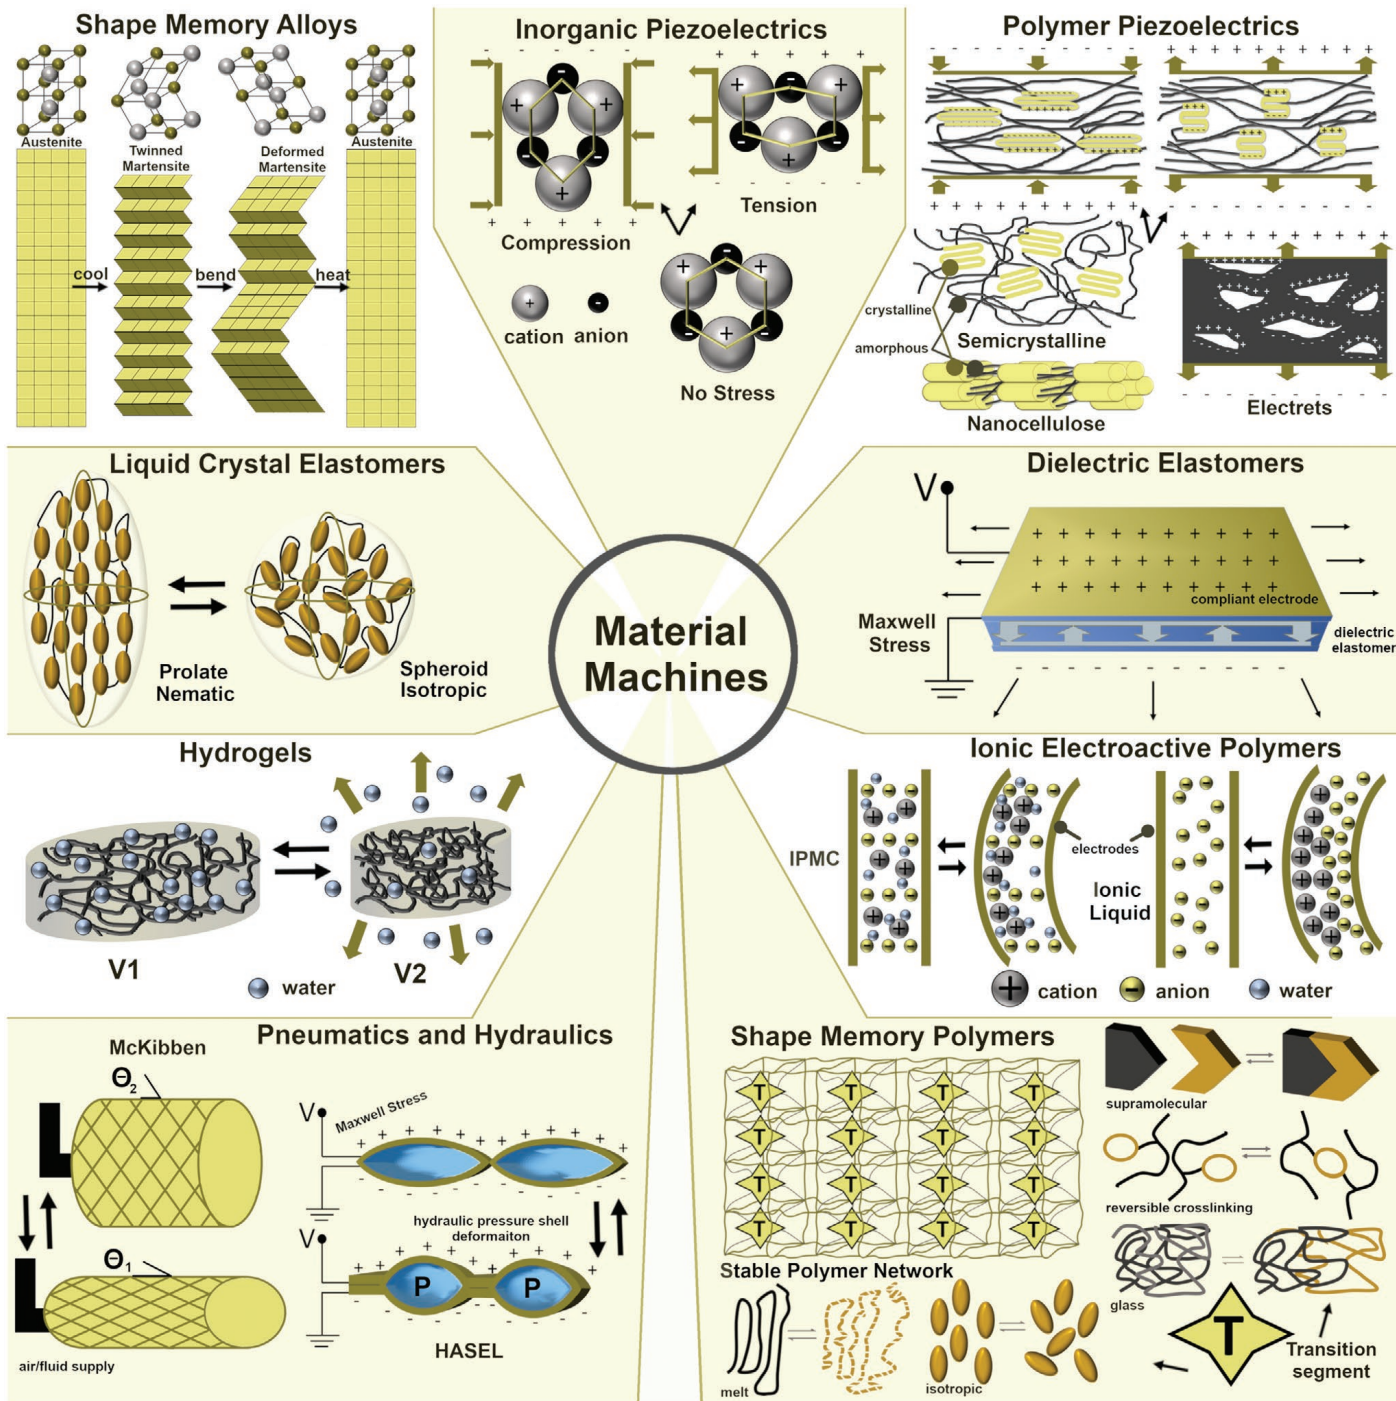 Shape Memory Alloys
Austenite
Twinned
Martensite
Deformed
Martensite
Austenite
cool
bend
heat
Inorganic Piezoelectrics
Compression
Tension
cation
anion
No Stress
Polymer Piezoelectrics
crystalline
amorphous
Semicrystalline
Nanocellulose
Electrets
Liquid Crystal Elastomers
Prolate
Nematic
Spheroid
Isotropic
Material
Machines
Dielectric Elastomers
V
compliant electrode
Maxwell
Stress
dielectric
elastomer
Hydrogels
V1
V2
water
Ionic Electroactive Polymers
IPMC
electrodes
Ionic
Liquid
cation
anion
water
Pneumatics and Hydraulics
McKibben
Θ2
Θ1
air/fluid supply
V
Maxwell Stress
hydraulic pressure shell
deformaiton
V
P
P
HASEL
Shape Memory Polymers
T T T T
T T T T
T T T T
T T T T
Stable Polymer Network
melt
isotropic
supramolecular
reversible crosslinking
glass
T
Transition
segment